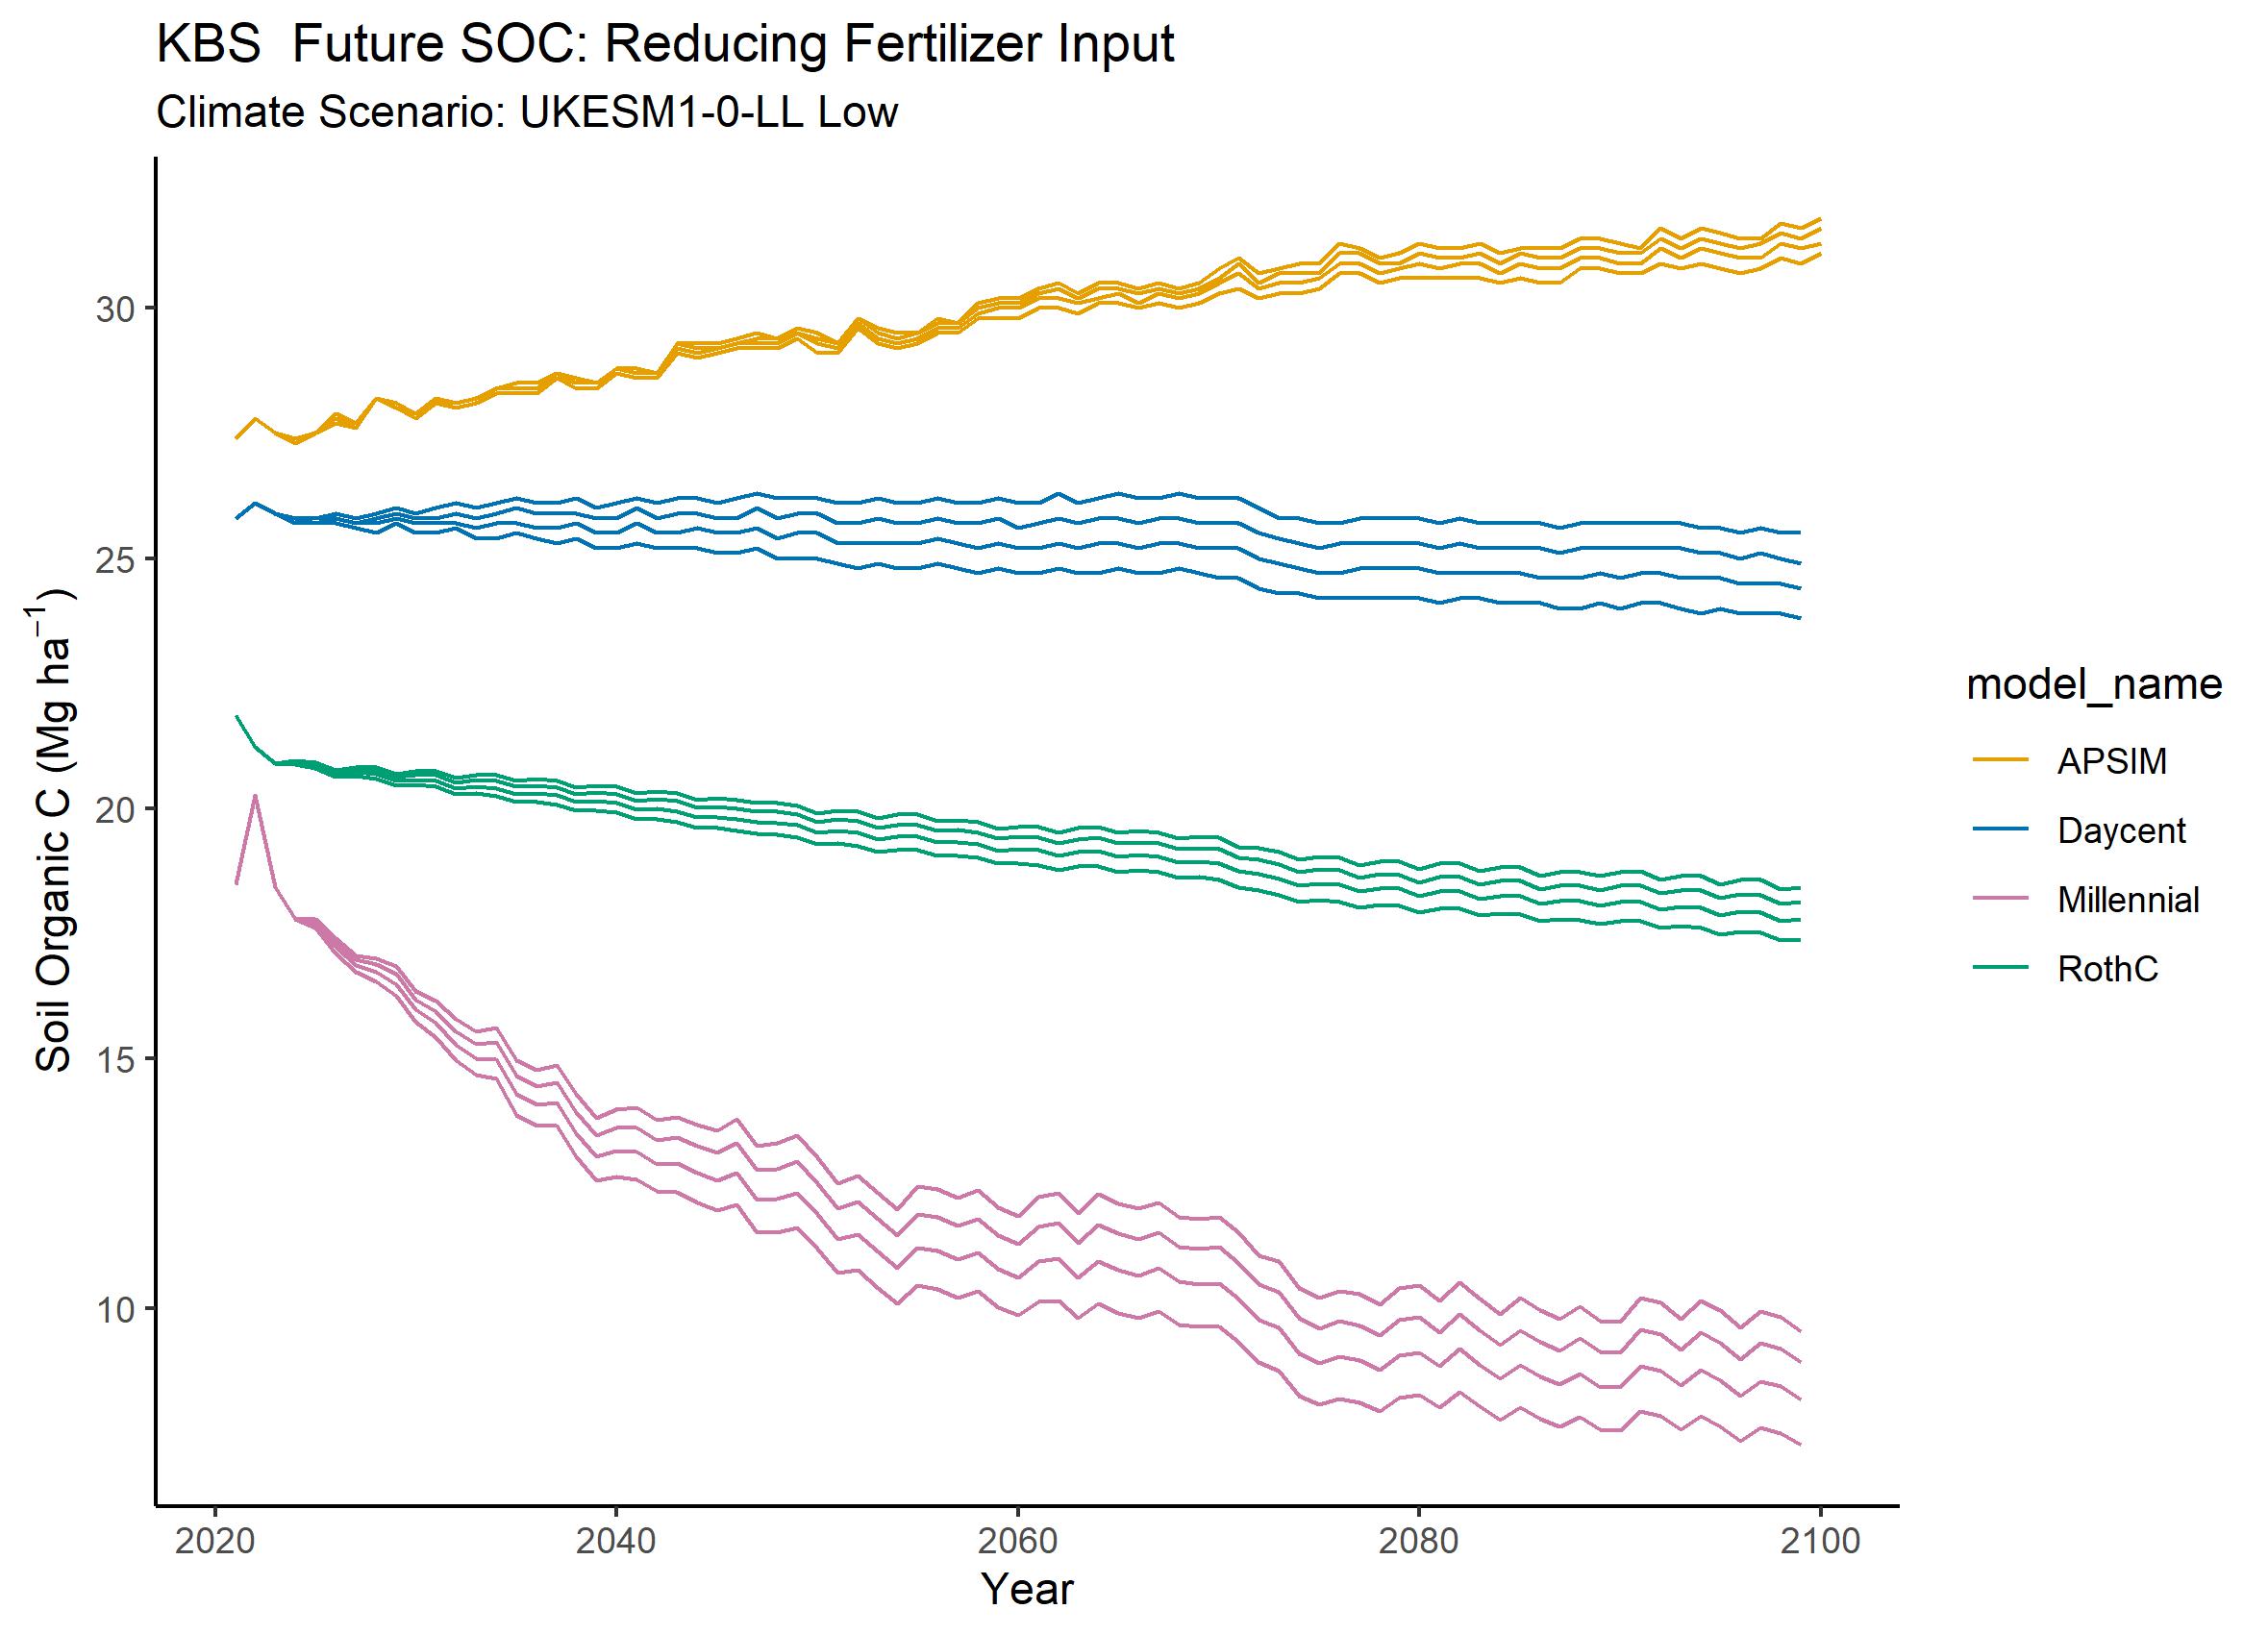 KBS  Future SOC: Reducing Fertilizer Input
Climate Scenario: UKESM1-0-LL Low
Soil Organic C (Mg ha⁻¹)
30
25
20
15
10
2020 2040 2060 2080 2100
Year
model_name
APSIM
Daycent
Millennial
RothC